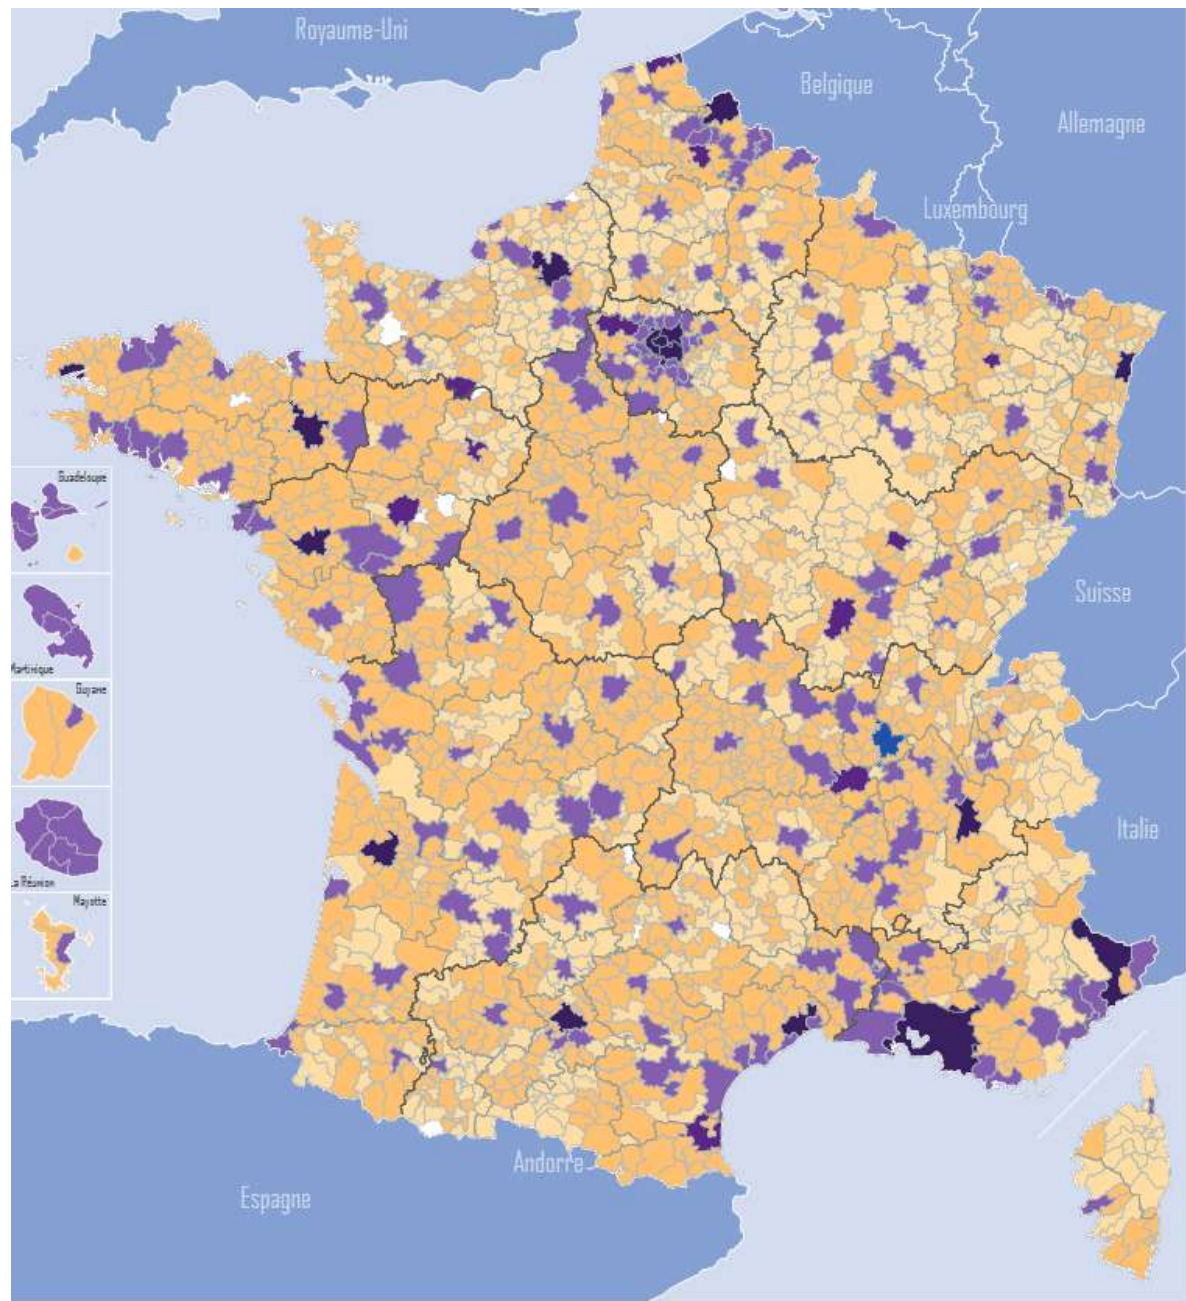 Royaume-Uni
Belgique
Allemagne
Luxembourg
Guadeloupe
Suisse
Martinique
Guyane
Italie
La Réunion
Mayotte
Andorre
Espagne